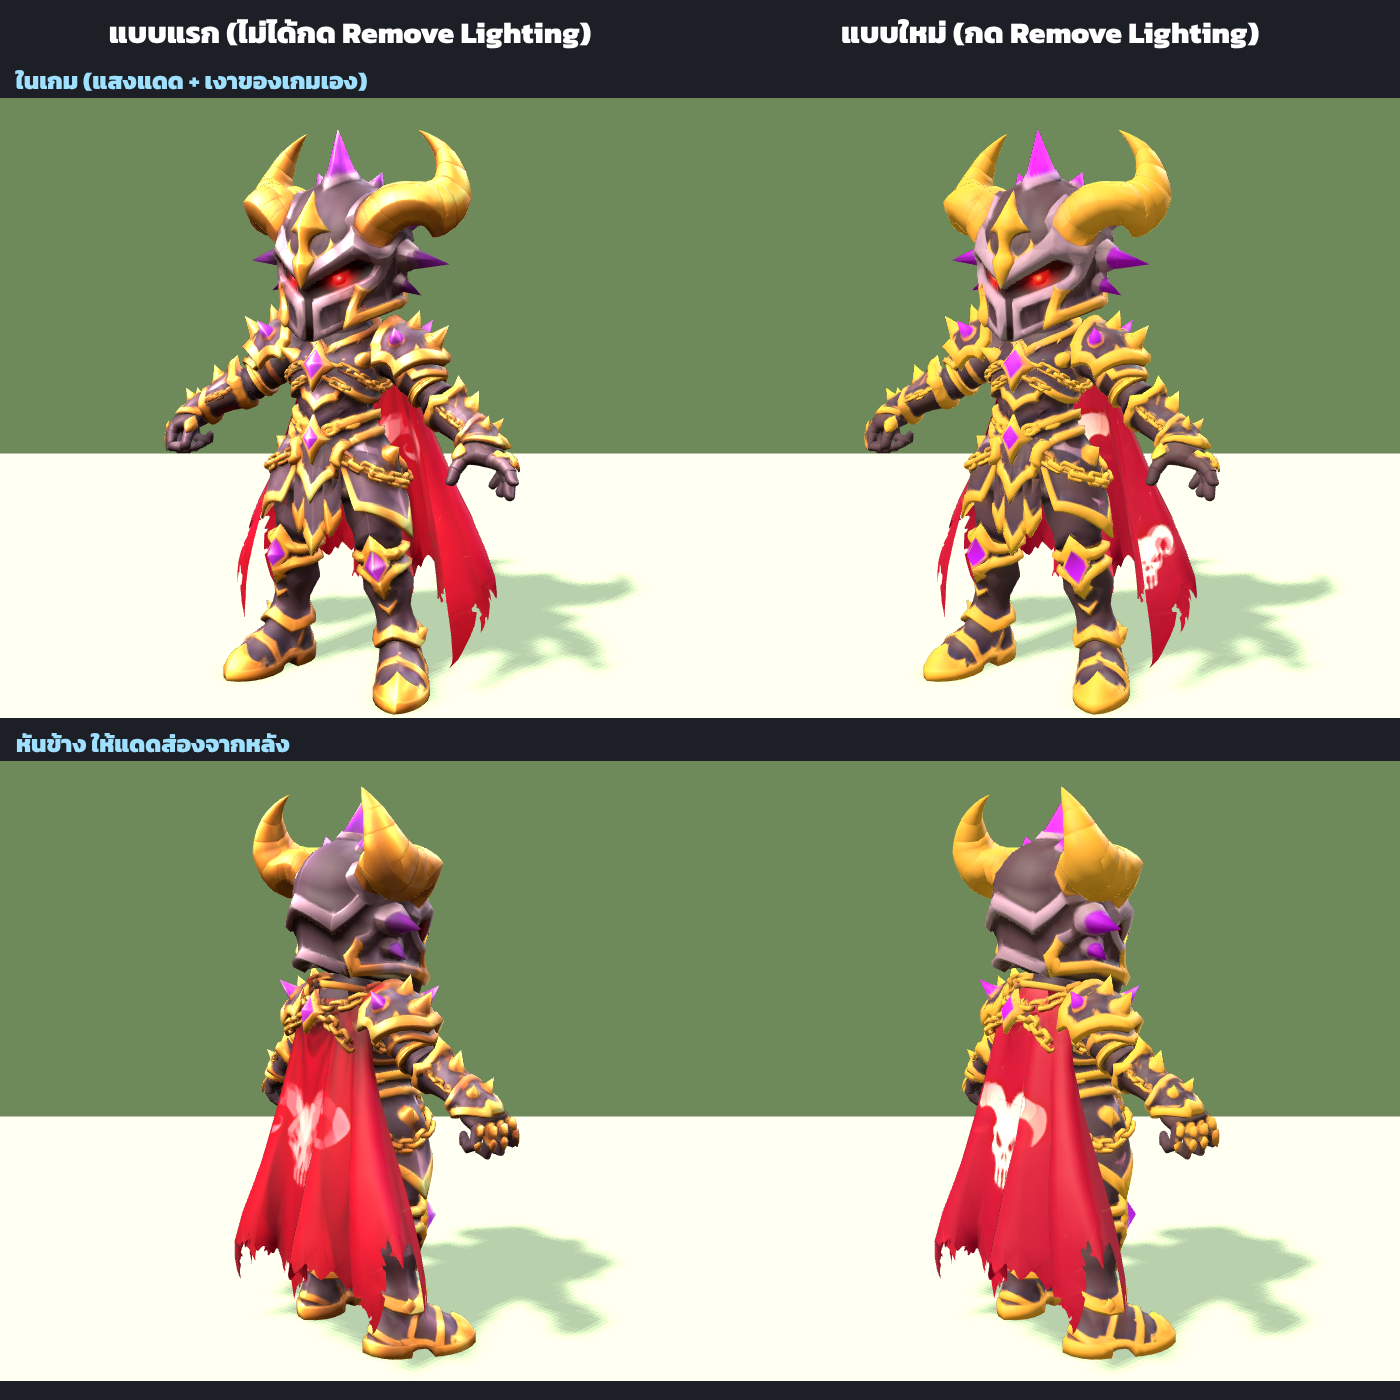 แบบแรก (ไม่ได้กด Remove Lighting)
แบบใหม่ (กด Remove Lighting)
ในเกม (แสงแดด + เงาของเกมเอง)
หันข้าง ให้แดดส่องจากหลัง